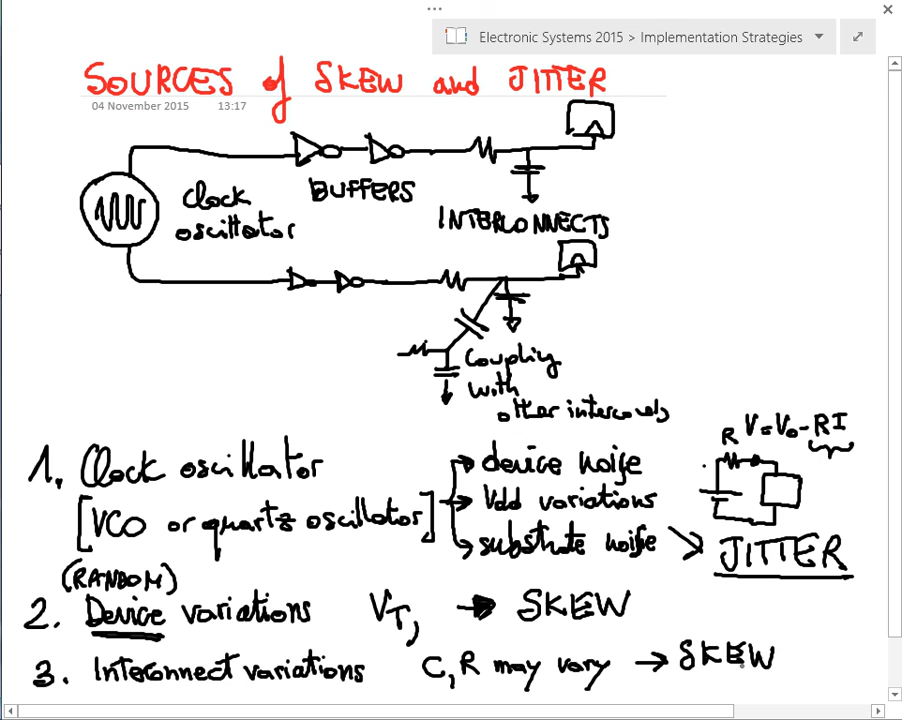 Electronic Systems 2015 > Implementation Strategies
SOURCES of SKEW and JITTER
04 November 2015 13:17
Clock oscillator
BUFFERS
INTERCONNECTS
Coupling
with
other
R V=V0-RI
1. Clock oscillator
[VCO or quartz oscillator]
device noise
Vdd variations
substrate noise
JITTER
(RANDOM)
2. Device variations VT, → SKEW
3. Interconnect variations C, R may vary → SKEW